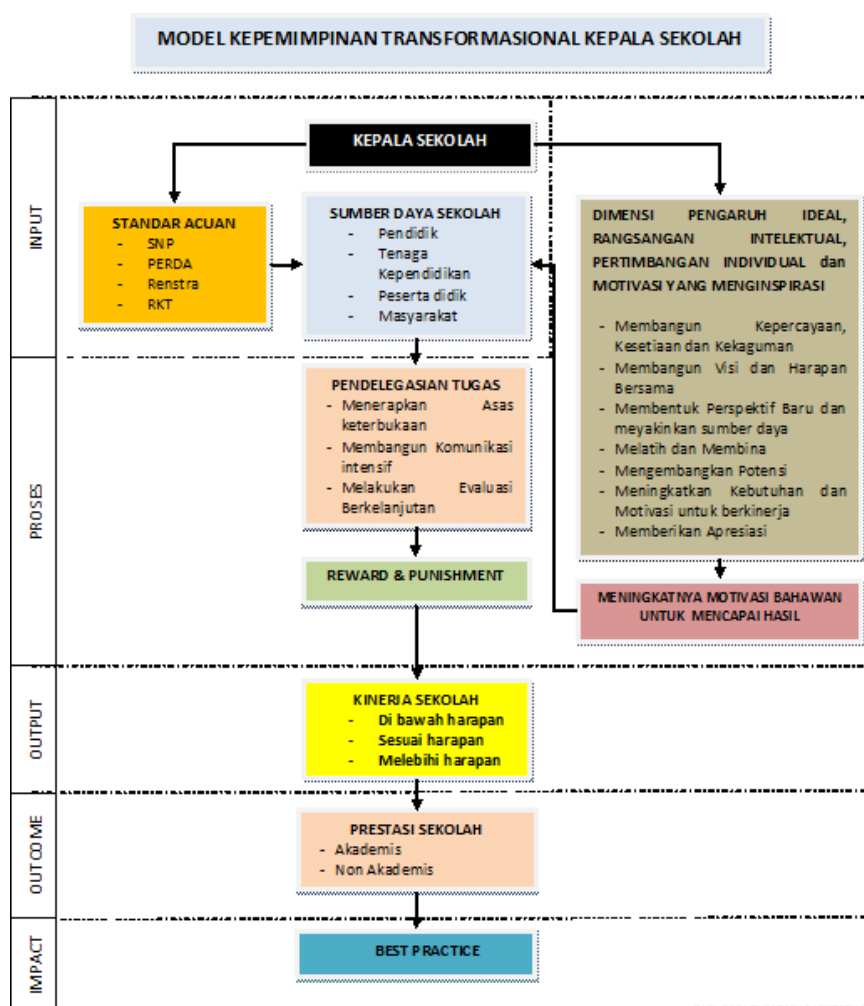 MODEL KEPEMIMPINAN TRANSFORMASIONAL KEPALA SEKOLAH
INPUT
KEPALA SEKOLAH
STANDAR ACUAN
- SNP
- PERDA
- Renstra
- RKT
SUMBER DAYA SEKOLAH
- Pendidik
- Tenaga
Kependidikan
- Peserta didik
- Masyarakat
DIMENSI PENGARUH IDEAL,
RANGSANGAN INTELEKTUAL,
PERTIMBANGAN INDIVIDUAL dan
MOTIVASI YANG MENGINSPIRASI
- Membangun Kepercayaan,
Kesetiaan dan Kekaguman
- Membangun Visi dan Harapan
Bersama
- Membentuk Perspektif Baru dan
meyakinkan sumber daya
- Melatih dan Membina
- Mengembangkan Potensi
- Meningkatkan Kebutuhan dan
Motivasi untuk berkinerja
- Memberikan Apresiasi
PROSES
PENDELEGASIAN TUGAS
- Menerapkan Asas
keterbukaan
- Membangun Komunikasi
intensif
- Melakukan Evaluasi
Berkelanjutan
REWARD & PUNISHMENT
MENINGKATNYA MOTIVASI BAHAWAN
UNTUK MENCAPAI HASIL
OUTPUT
KINERJA SEKOLAH
- Di bawah harapan
- Sesuai harapan
- Melebihi harapan
OUTCOME
PRESTASI SEKOLAH
- Akademis
- Non Akademis
IMPACT
BEST PRACTICE